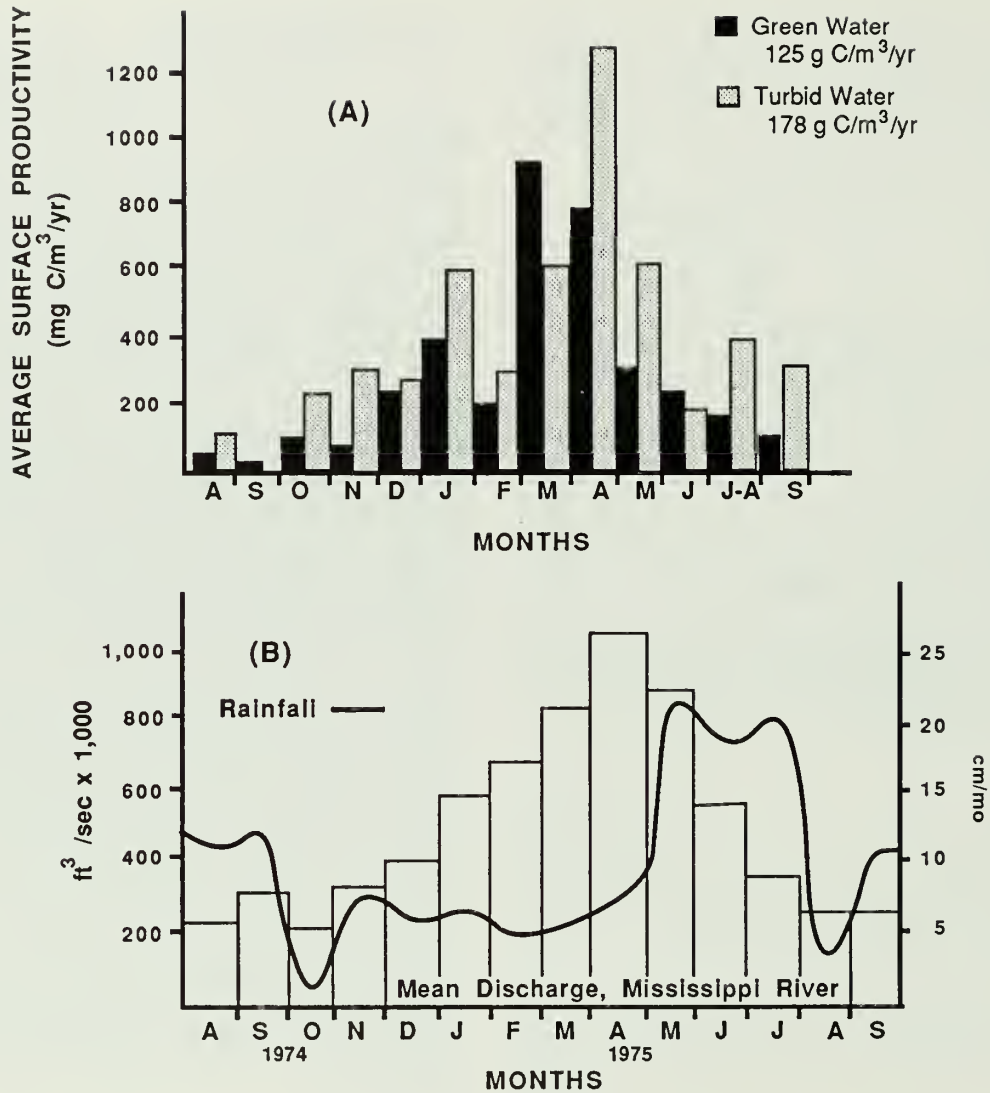 AVERAGE SURFACE PRODUCTIVITY
(mg C/m³/yr)
1200
1000
800
600
400
200
(A)
Green Water
125 g C/m³/yr
Turbid Water
178 g C/m³/yr
A S O N D J F M A M J J-A S
MONTHS
ft³ /sec x 1,000
1,000
800
600
400
200
(B)
Rainfall
25
20
15
10
5
cm/mo
Mean Discharge, Mississippi River
A S O N D J F M A M J J A S
1974 1975
MONTHS